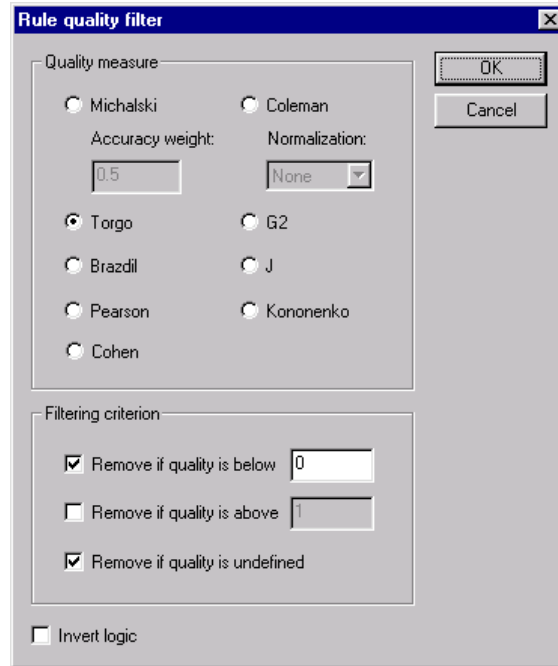 Rule quality filter
Quality measure
OK
Cancel
Michalski
Coleman
Accuracy weight:
Normalization:
0.5
None
Torgo
G2
Brazdil
J
Pearson
Kononenko
Cohen
Filtering criterion
Remove if quality is below
0
Remove if quality is above
1
Remove if quality is undefined
Invert logic